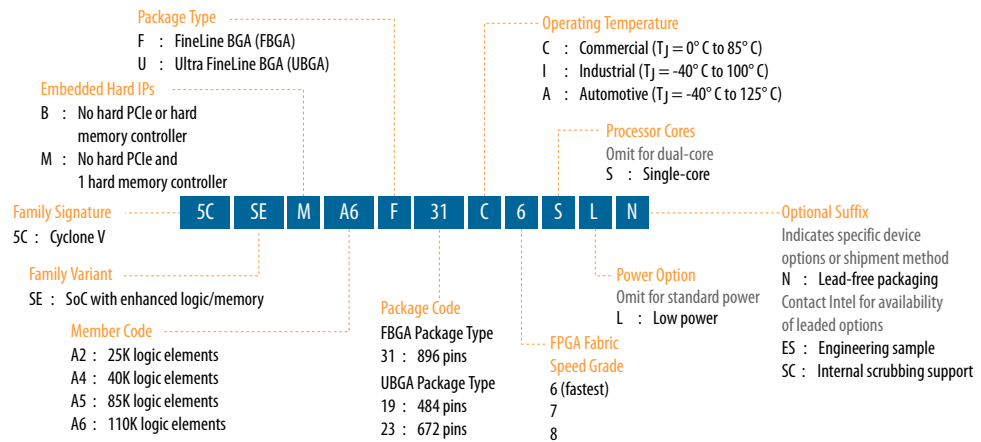 Package Type
F : FineLine BGA (FBGA)
U : Ultra FineLine BGA (UBGA)
Embedded Hard IPs
B : No hard PCIe or hard
memory controller
M : No hard PCIe and
1 hard memory controller
Operating Temperature
C : Commercial (TJ = 0° C to 85° C)
I : Industrial (TJ = -40° C to 100° C)
A : Automotive (TJ = -40° C to 125° C)
Processor Cores
Omit for dual-core
S : Single-core
Family Signature
5C : Cyclone V
5C SE M A6 F 31 C 6 S L N
Optional Suffix
Indicates specific device
options or shipment method
N : Lead-free packaging
Contact Intel for availability
of leaded options
ES : Engineering sample
SC : Internal scrubbing support
Family Variant
SE : SoC with enhanced logic/memory
Member Code
A2 : 25K logic elements
A4 : 40K logic elements
A5 : 85K logic elements
A6 : 110K logic elements
Package Code
FBGA Package Type
31 : 896 pins
UBGA Package Type
19 : 484 pins
23 : 672 pins
FPGA Fabric
Speed Grade
6 (fastest)
7
8
Power Option
Omit for standard power
L : Low power